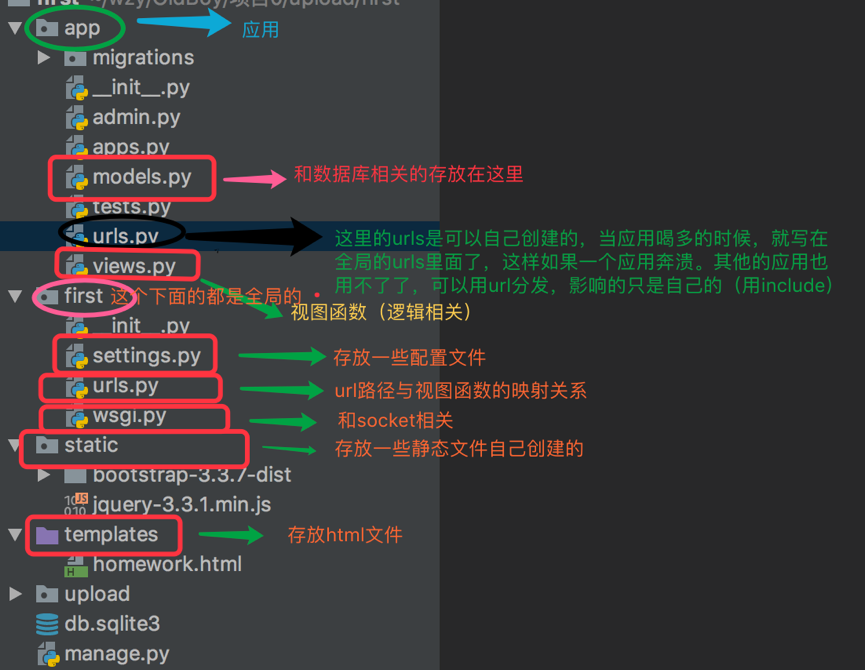 first ~/wzy/OldBoy/项目6/upload/first
app 应用
migrations
__init__.py
admin.py
apps.py
models.py 和数据库相关的存放在这里
tests.py
urls.py 这里的urls是可以自己创建的，当应用喝多的时候，就写在
全局的urls里面了，这样如果一个应用奔溃。其他的应用也
用不了了，可以用url分发，影响的只是自己的（用include）
views.py
视图函数（逻辑相关）
first 这个下面的都是全局的
__init__.py
settings.py 存放一些配置文件
urls.py url路径与视图函数的映射关系
wsgi.py 和socket相关
static 存放一些静态文件自己创建的
bootstrap-3.3.7-dist
jquery-3.3.1.min.js
templates 存放html文件
homework.html
upload
db.sqlite3
manage.py